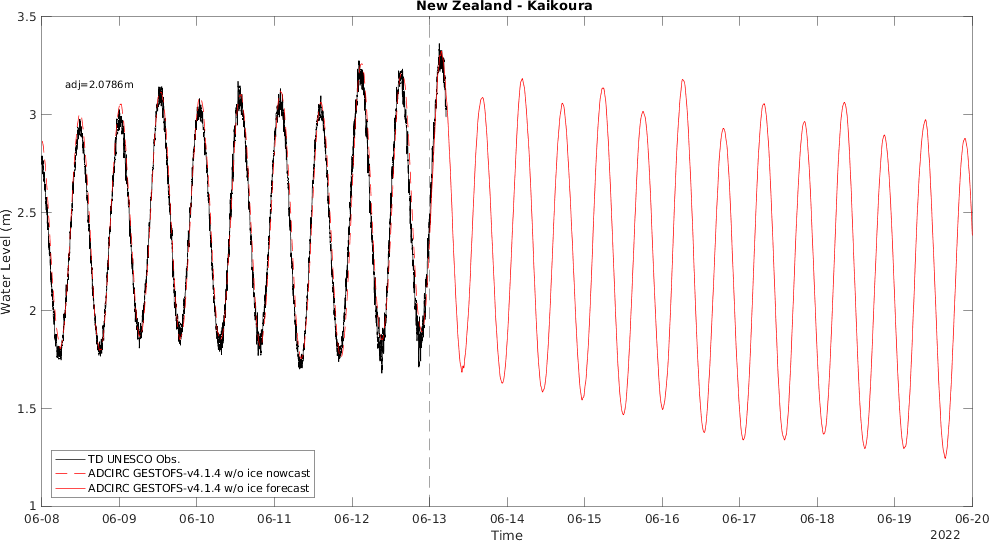 New Zealand - Kaikoura
3.5
adj=2.0786m
3
2.5
Water Level (m)
2
1.5
TD UNESCO Obs.
ADCIRC GESTOFS-v4.1.4 w/o ice nowcast
ADCIRC GESTOFS-v4.1.4 w/o ice forecast
1
06-08 06-09 06-10 06-11 06-12 06-13 06-14 06-15 06-16 06-17 06-18 06-19 06-20
Time
2022